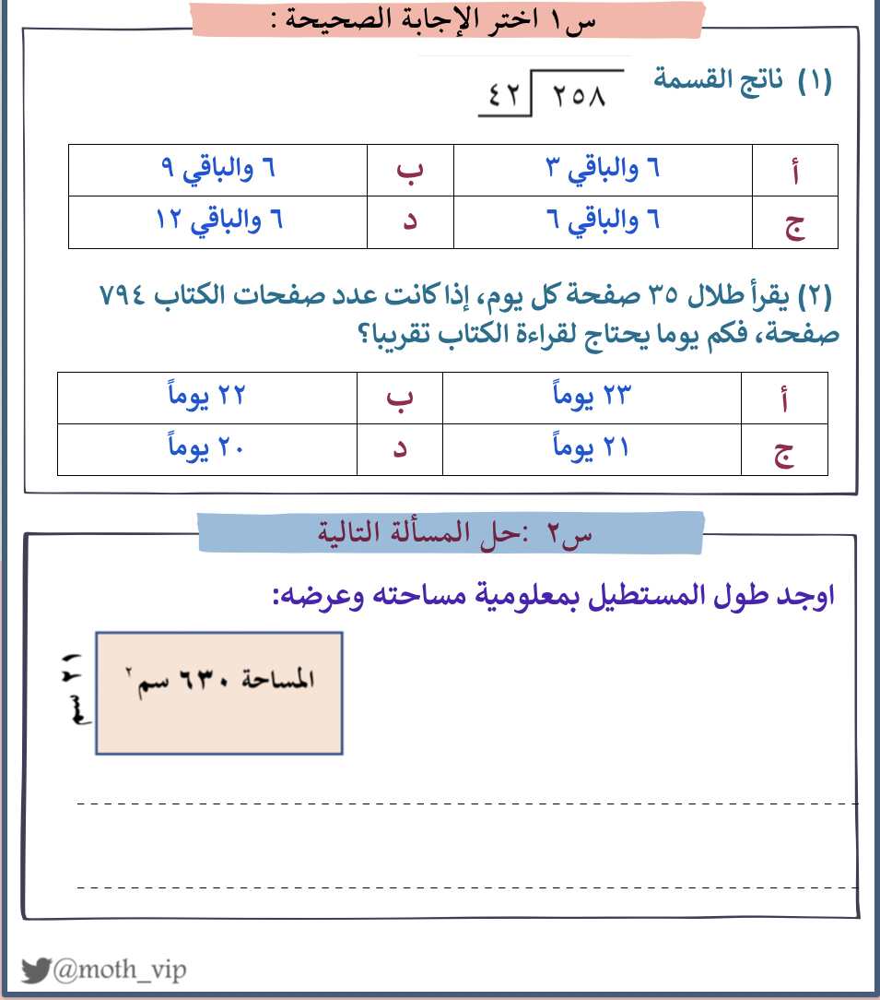 س١ اختر الإجابة الصحيحة :
(١) ناتج القسمة
٤٢ ٢٥٨
أ ٦ والباقي ٣ ب ٦ والباقي ٩
ج ٦ والباقي ٦ د ٦ والباقي ١٢
(٢) يقرأ طلال ٣٥ صفحة كل يوم، إذا كانت عدد صفحات الكتاب ٧٩٤
صفحة، فكم يوما يحتاج لقراءة الكتاب تقريبا؟
أ ٢٣ يوماً ب ٢٢ يوماً
ج ٢١ يوماً د ٢٠ يوماً
س٢ :حل المسألة التالية
اوجد طول المستطيل بمعلومية مساحته وعرضه:
المساحة ٦٣٠ سم٢
٢١ سم
@moth_vip